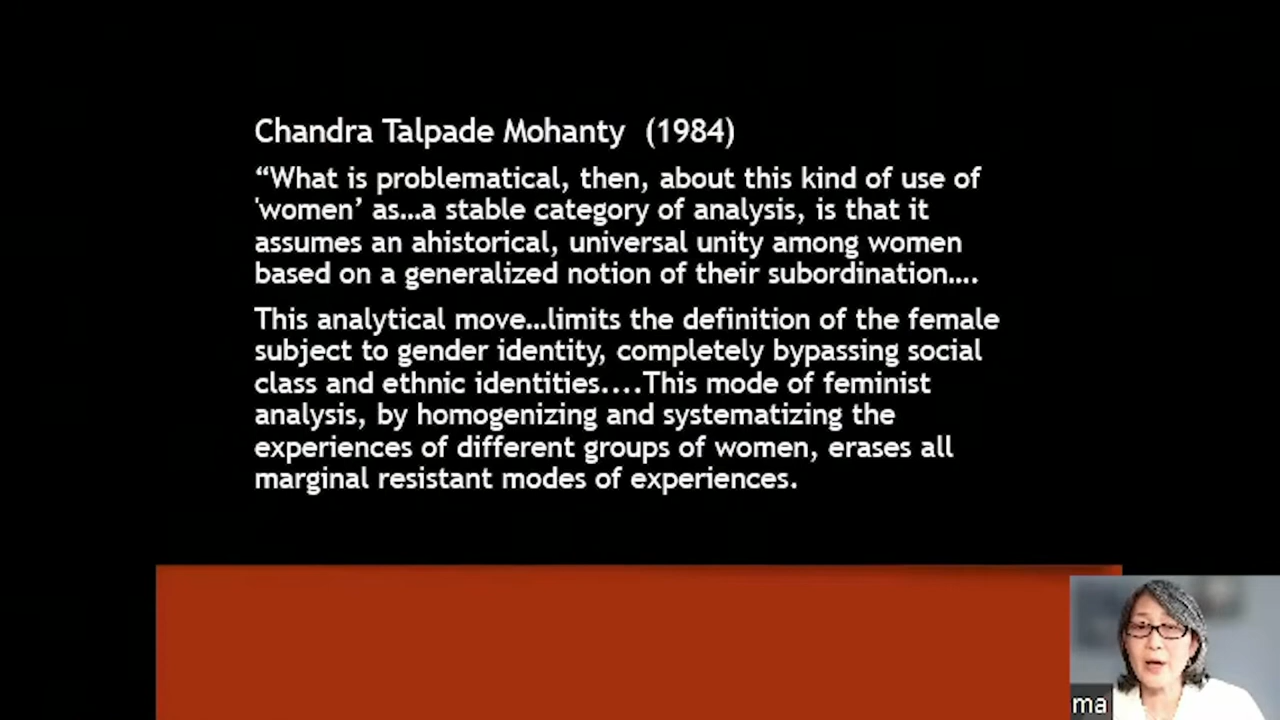 Chandra Talpade Mohanty (1984)
“What is problematical, then, about this kind of use of
'women’ as…a stable category of analysis, is that it
assumes an ahistorical, universal unity among women
based on a generalized notion of their subordination….
This analytical move…limits the definition of the female
subject to gender identity, completely bypassing social
class and ethnic identities....This mode of feminist
analysis, by homogenizing and systematizing the
experiences of different groups of women, erases all
marginal resistant modes of experiences.
ma